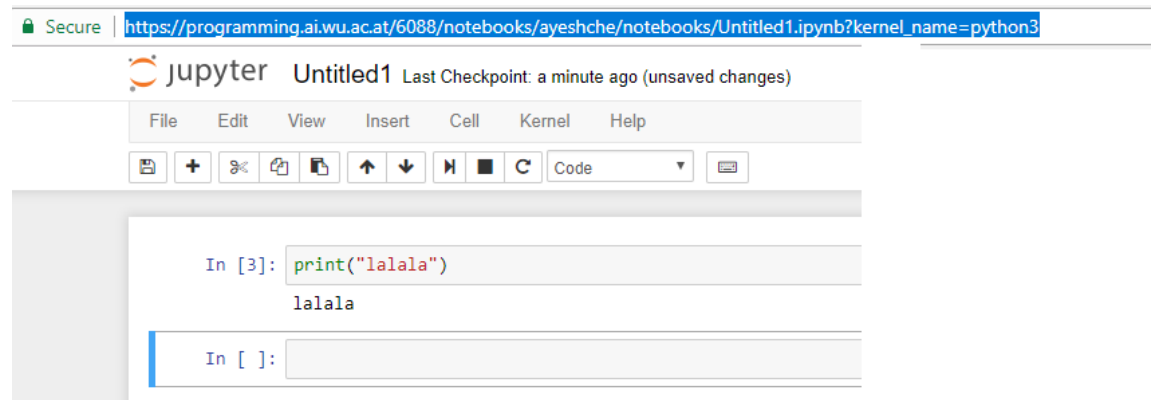 Secure | https://programming.ai.wu.ac.at/6088/notebooks/ayeshche/notebooks/Untitled1.ipynb?kernel_name=python3
jupyter Untitled1 Last Checkpoint: a minute ago (unsaved changes)
File Edit View Insert Cell Kernel Help
Code
In [3]: print("lalala")
lalala
In [ ]: